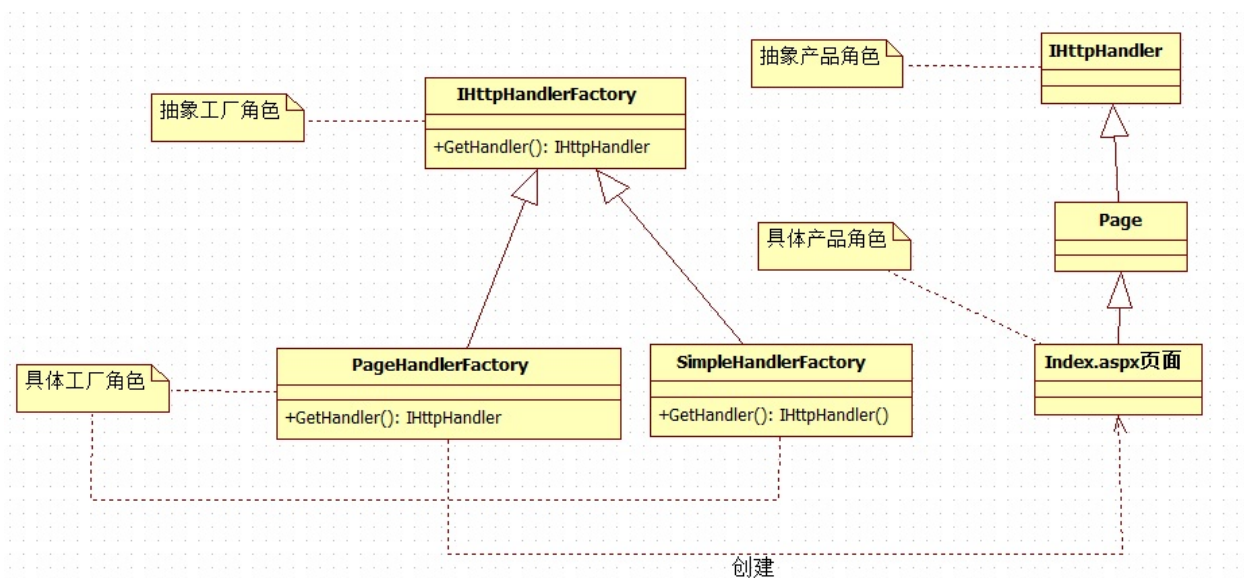 抽象产品角色
IHttpHandler
抽象工厂角色
IHttpHandlerFactory
+GetHandler(): IHttpHandler
具体产品角色
Page
具体工厂角色
PageHandlerFactory
+GetHandler(): IHttpHandler
SimpleHandlerFactory
+GetHandler(): IHttpHandler()
Index.aspx页面
创建